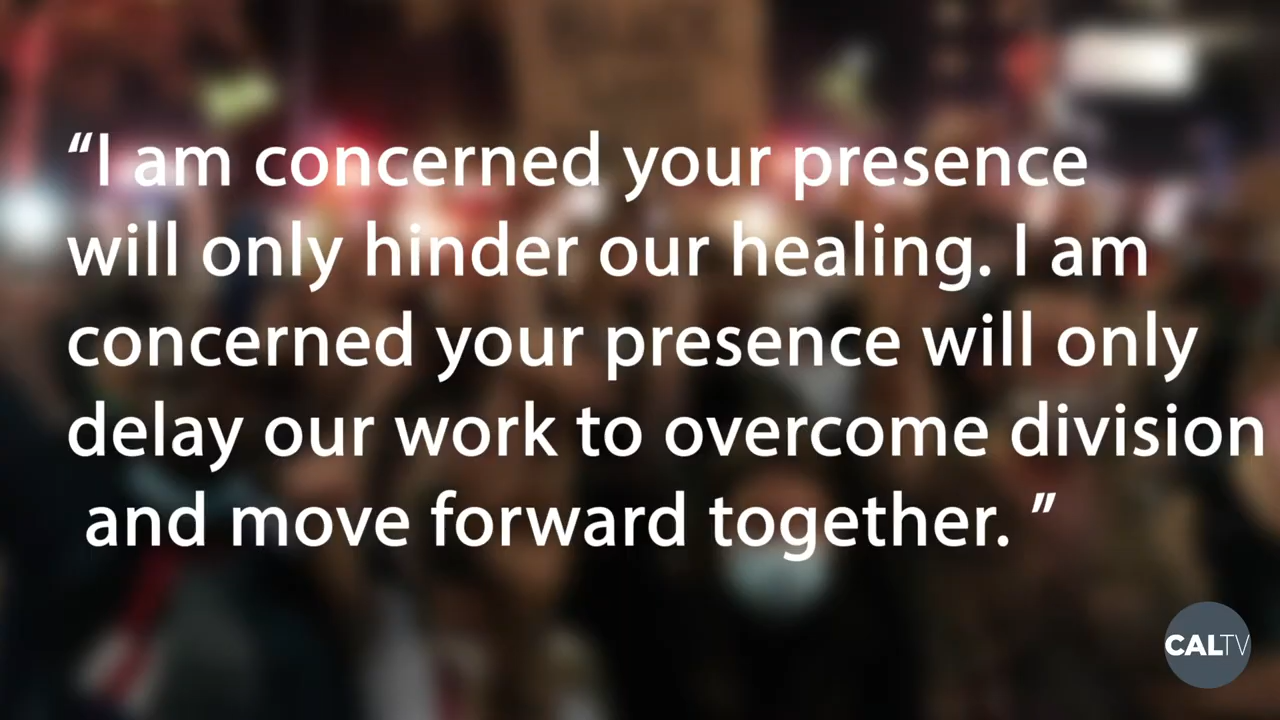 “I am concerned your presence
will only hinder our healing. I am
concerned your presence will only
delay our work to overcome division
and move forward together. ”
CALTV